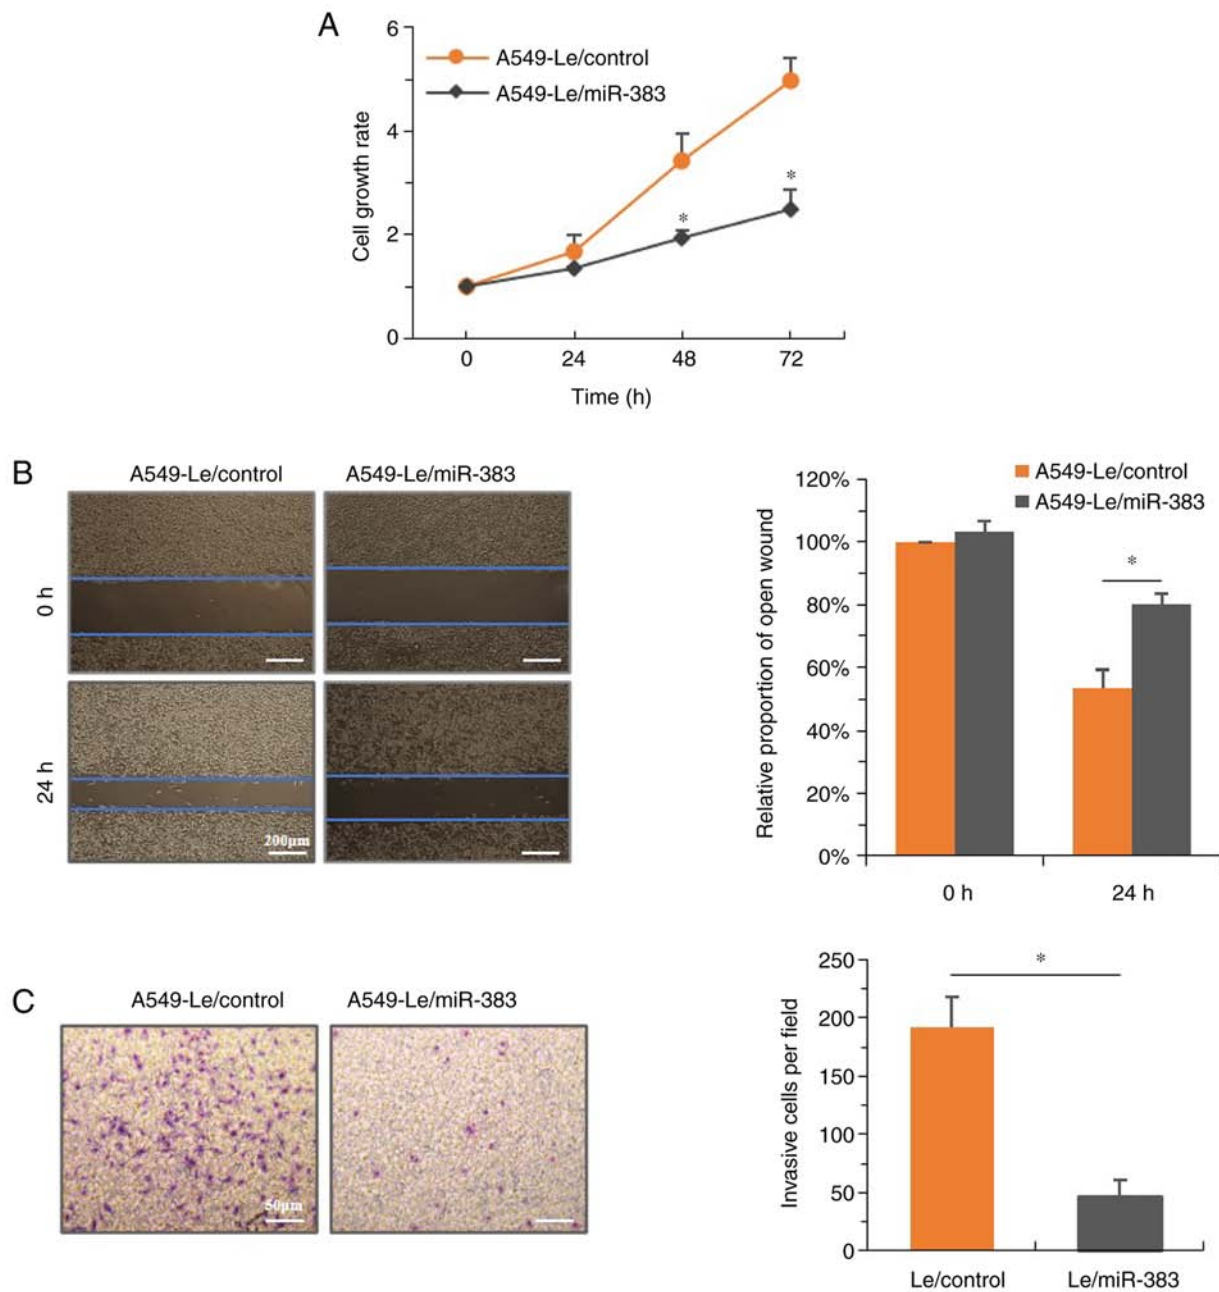 A
6
A549-Le/control
A549-Le/miR-383
4
Cell growth rate
*
*
2
0
0 24 48 72
Time (h)
B
A549-Le/control A549-Le/miR-383
0 h
24 h
200μm
A549-Le/control
A549-Le/miR-383
Relative proportion of open wound
120%
100%
*
80%
60%
40%
20%
0%
0 h 24 h
C
A549-Le/control A549-Le/miR-383
50μm
Invasive cells per field
250
*
200
150
100
50
0
Le/control Le/miR-383